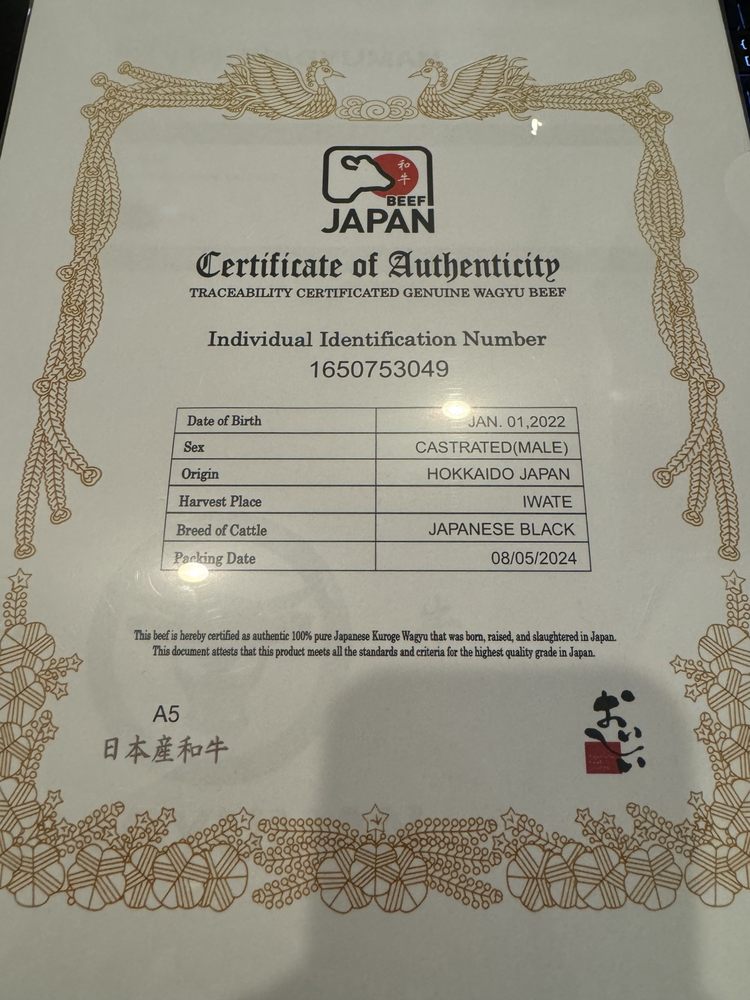 和
牛
BEEF
JAPAN
Certificate of Authenticity
TRACEABILITY CERTIFICATED GENUINE WAGYU BEEF
Individual Identification Number
1650753049
Date of Birth JAN. 01,2022
Sex CASTRATED(MALE)
Origin HOKKAIDO JAPAN
Harvest Place IWATE
Breed of Cattle JAPANESE BLACK
Packing Date 08/05/2024
This beef is hereby certified as authentic 100% pure Japanese Kuroge Wagyu that was born, raised, and slaughtered in Japan.
This document attests that this product meets all the standards and criteria for the highest quality grade in Japan.
A5
日本産和牛
おいしい